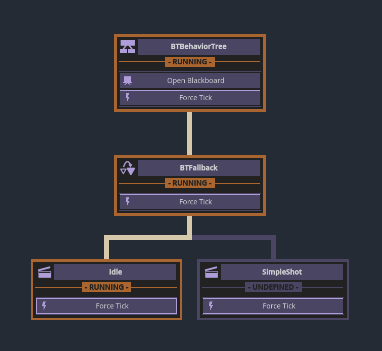 BTBehaviorTree
- RUNNING -
Open Blackboard
Force Tick
BTFallback
- RUNNING -
Force Tick
Idle
- RUNNING -
Force Tick
SimpleShot
- UNDEFINED -
Force Tick